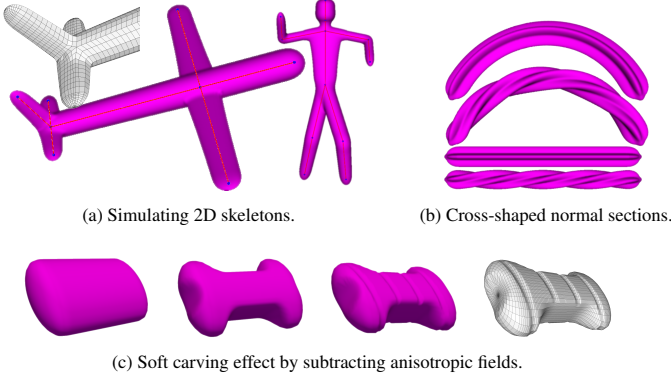 (a) Simulating 2D skeletons.
(b) Cross-shaped normal sections.
(c) Soft carving effect by subtracting anisotropic fields.